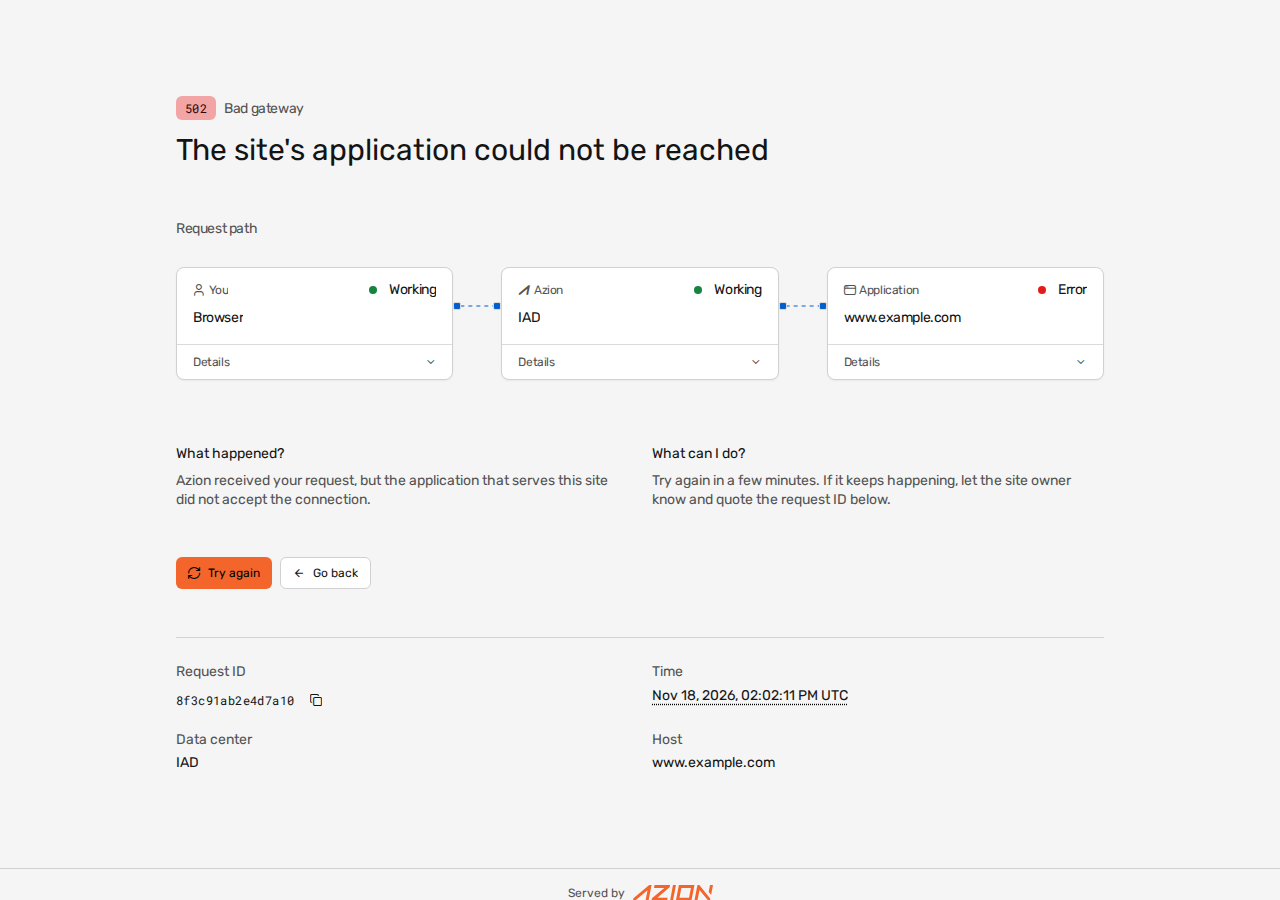 502 Bad gateway
The site's application could not be reached
Request path
You Working
Browser
Details
Azion Working
IAD
Details
Application Error
www.example.com
Details
What happened?
Azion received your request, but the application that serves this site
did not accept the connection.
What can I do?
Try again in a few minutes. If it keeps happening, let the site owner
know and quote the request ID below.
Try again Go back
Request ID
8f3c91ab2e4d7a10
Time
Nov 18, 2026, 02:02:11 PM UTC
Data center
IAD
Host
www.example.com
Served by AZION